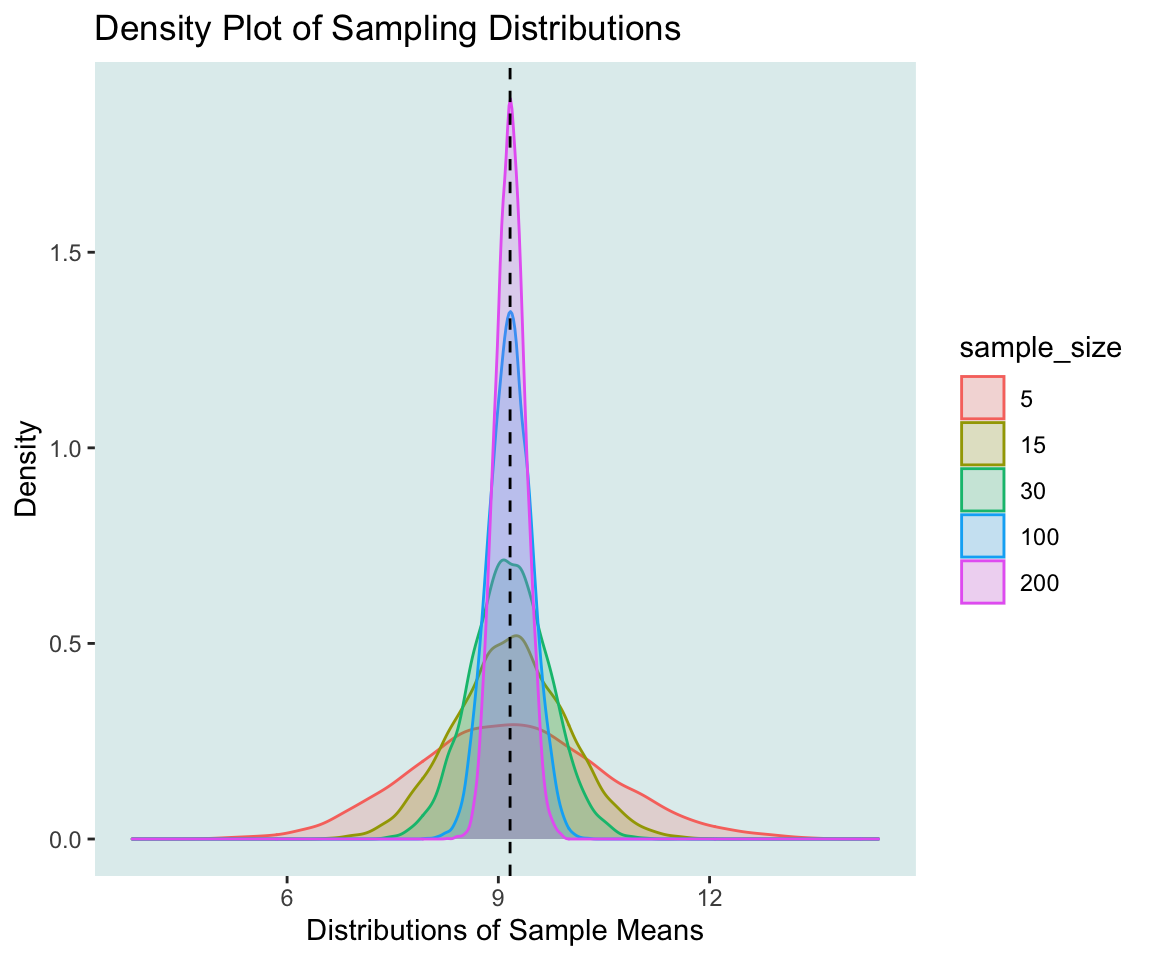 Density Plot of Sampling Distributions
Density
1.5
1.0
0.5
0.0
6 9 12
Distributions of Sample Means
sample_size
5
15
30
100
200